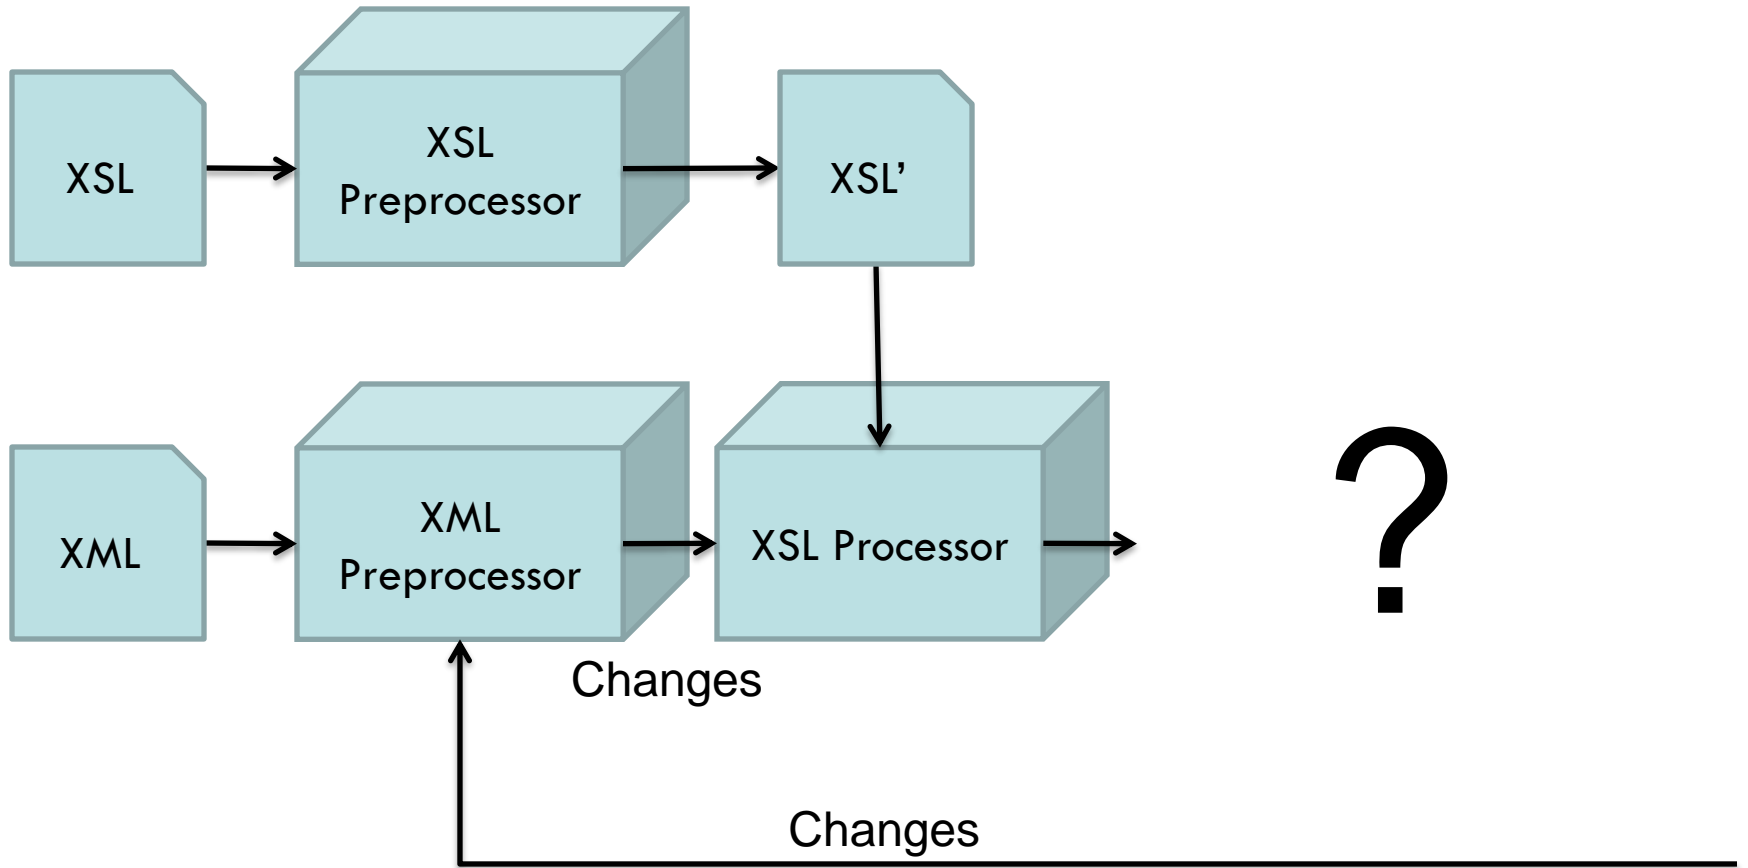 XSL
XSL
Preprocessor
XSL’
XML
XML
Preprocessor
XSL Processor
?
Changes
Changes